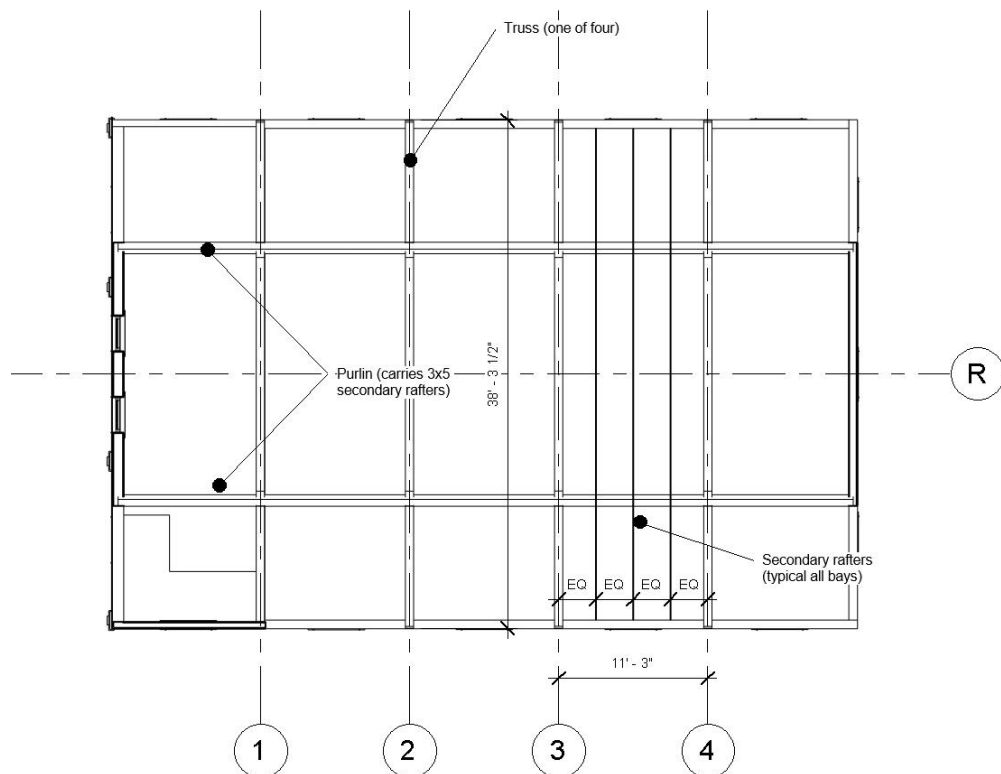 Truss (one of four)
38' - 3 1/2"
R
Purlin (carries 3x5
secondary rafters)
Secondary rafters
(typical all bays)
EQ EQ EQ EQ
11' - 3"
1 2 3 4